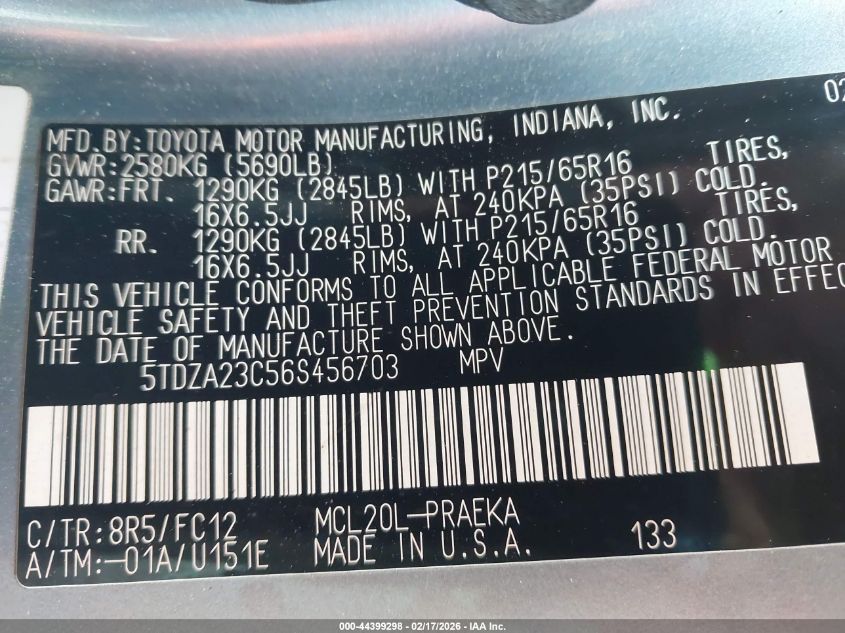 02
MFD.BY:TOYOTA MOTOR MANUFACTURING, INDIANA, INC.
GVWR:2580KG (5690LB)
GAWR:FRT. 1290KG (2845LB) WITH P215/65R16 TIRES,
16X6.5JJ RIMS, AT 240KPA (35PSI) COLD.
RR. 1290KG (2845LB) WITH P215/65R16 TIRES,
16X6.5JJ RIMS, AT 240KPA (35PSI) COLD.
THIS VEHICLE CONFORMS TO ALL APPLICABLE FEDERAL MOTOR
VEHICLE SAFETY AND THEFT PREVENTION STANDARDS IN EFFEC
THE DATE OF MANUFACTURE SHOWN ABOVE.
5TDZA23C56S456703 MPV
C/TR:8R5/FC12 MCL20L-PRAEKA
A/TM:-01A/U151E MADE IN U.S.A. 133
000-44399298 - 02/17/2026 - IAA Inc.